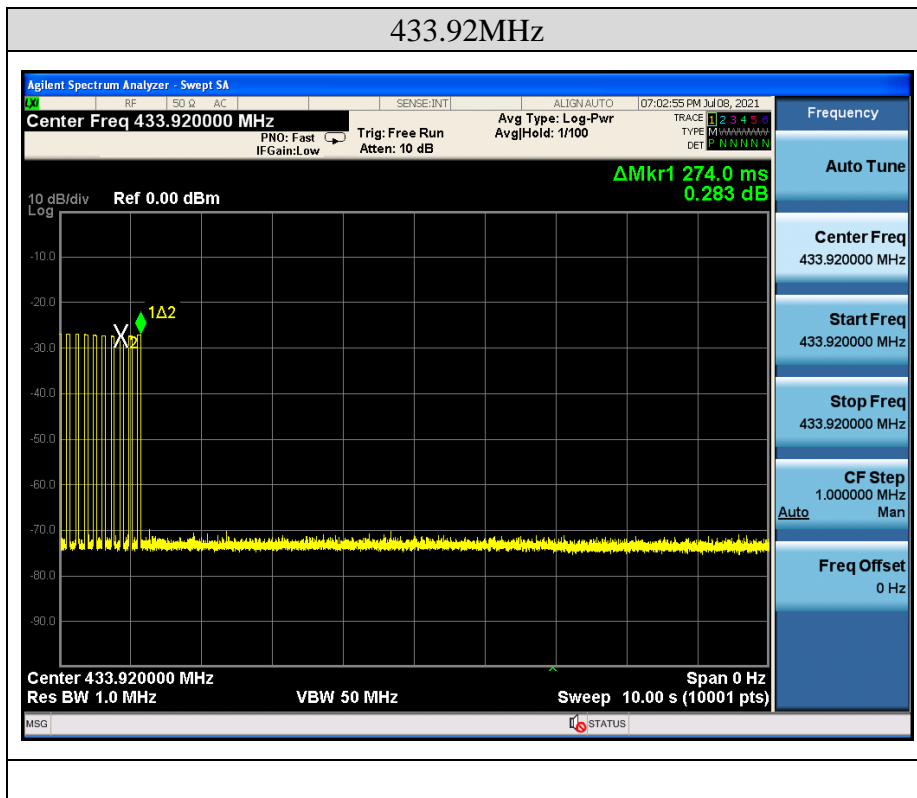 433.92MHz
Agilent Spectrum Analyzer - Swept SA
LXI RF 50 Ω AC SENSE:INT ALIGN AUTO 07:02:55 PM Jul 08, 2021
Center Freq 433.920000 MHz Avg Type: Log-Pwr TRACE 1 2 3 4 5 6
PNO: Fast Trig: Free Run Avg|Hold: 1/100 TYPE M WWWWW
IFGain:Low Atten: 10 dB DET P N N N N N
ΔMkr1 274.0 ms
0.283 dB
10 dB/div Ref 0.00 dBm
Log
-10.0
-20.0
1Δ2
X2
-30.0
-40.0
-50.0
-60.0
-70.0
-80.0
-90.0
Center 433.920000 MHz Span 0 Hz
Res BW 1.0 MHz VBW 50 MHz Sweep 10.00 s (10001 pts)
MSG STATUS
Frequency
Auto Tune
Center Freq
433.920000 MHz
Start Freq
433.920000 MHz
Stop Freq
433.920000 MHz
CF Step
1.000000 MHz
Auto Man
Freq Offset
0 Hz